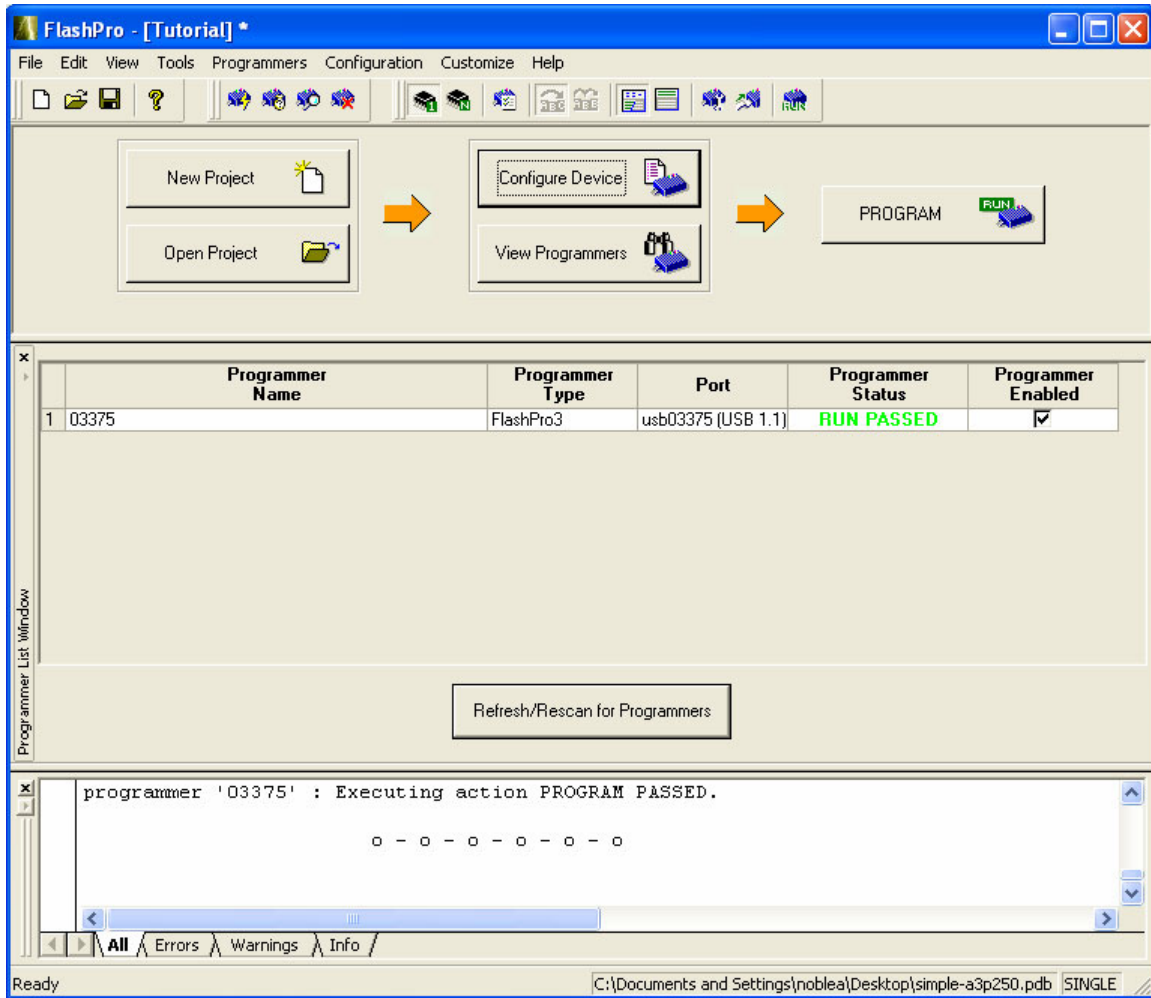 FlashPro - [Tutorial] *
File Edit View Tools Programmers Configuration Customize Help
New Project
Configure Device
PROGRAM
RUN
Open Project
View Programmers
Programmer Name
Programmer Type
Port
Programmer Status
Programmer Enabled
1 03375 FlashPro3 usb03375 (USB 1.1) RUN PASSED
Programmer List Window
Refresh/Rescan for Programmers
programmer '03375' : Executing action PROGRAM PASSED.
o - o - o - o - o - o
All Errors Warnings Info
Ready C:\Documents and Settings\noblea\Desktop\simple-a3p250.pdb SINGLE